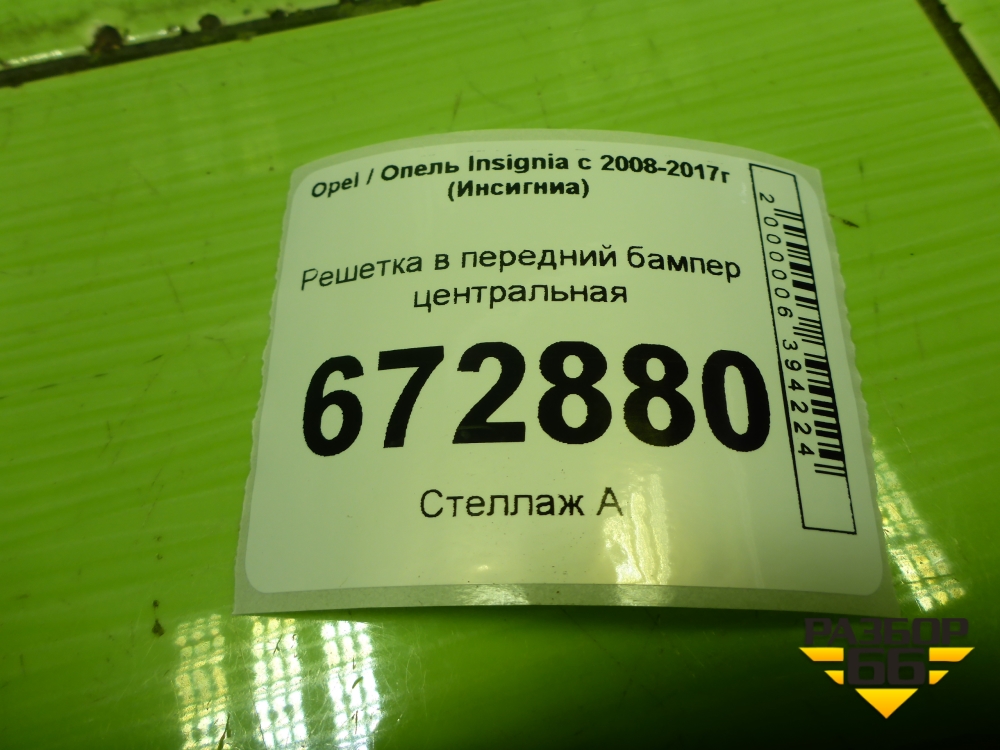 Opel / Опель Insignia с 2008-2017г
(Инсигниа)
Решетка в передний бампер
центральная
672880
Стеллаж А
2000006394224
РАЗБОР
66